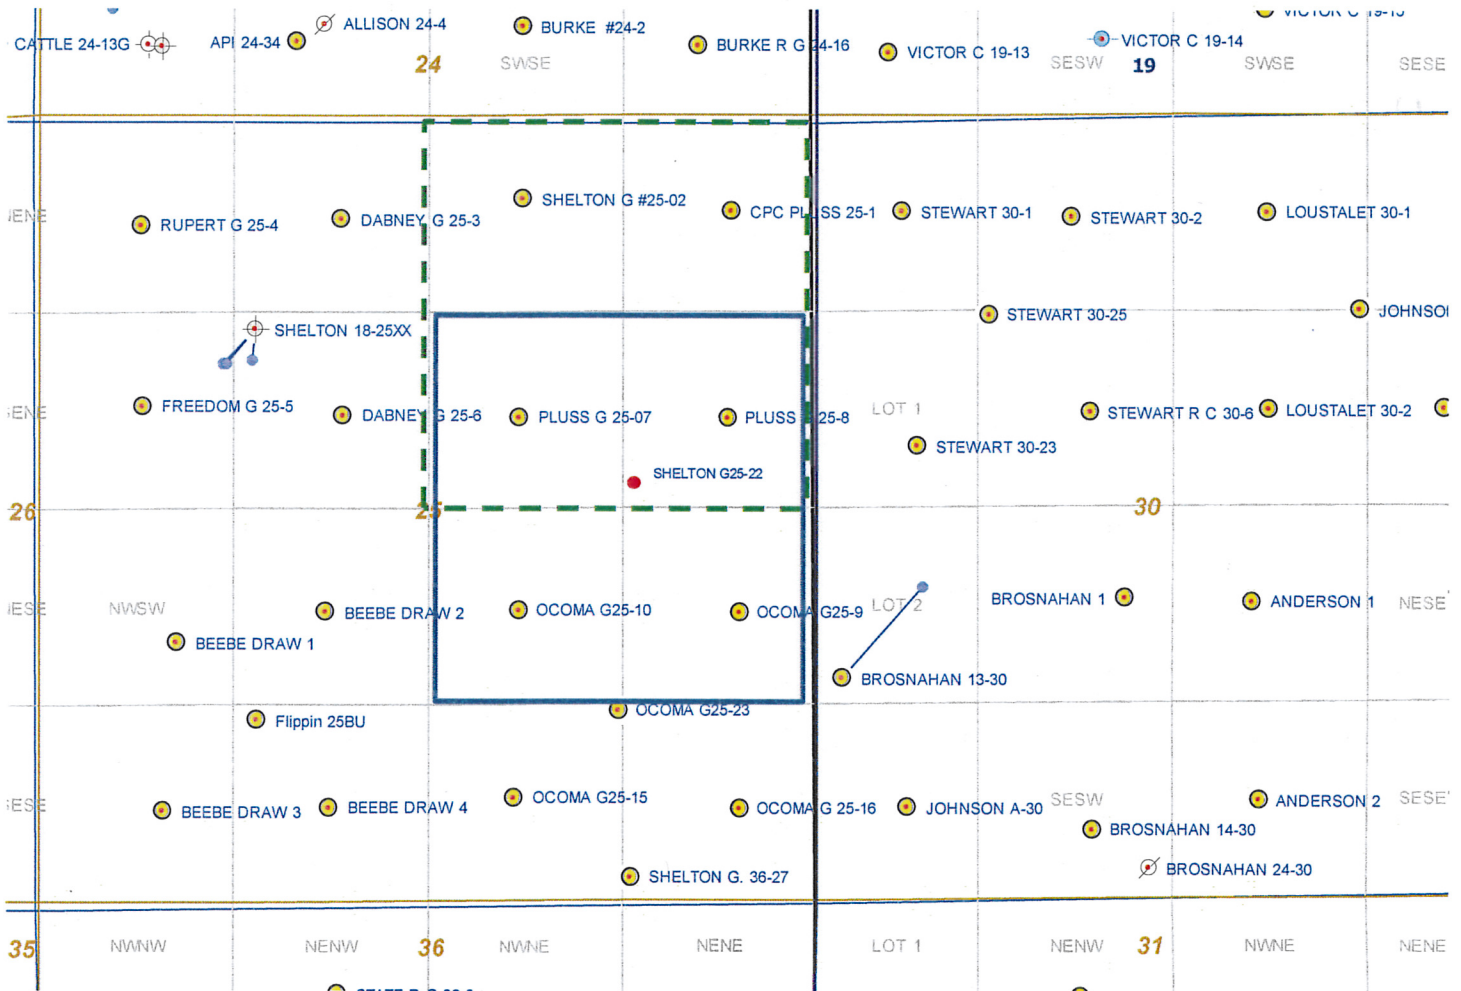 VICTOR C 19-15
ALLISON 24-4
BURKE #24-2
CATTLE 24-13G
API 24-34
BURKE R G 24-16
VICTOR C 19-13
VICTOR C 19-14
24
SWSE
SESW
19
SWSE
SESE
SHELTON G #25-02
CPC PLUSS 25-1
STEWART 30-1
STEWART 30-2
LOUSTALET 30-1
RUPERT G 25-4
DABNEY G 25-3
SHELTON 18-25XX
STEWART 30-25
JOHNSO
FREEDOM G 25-5
DABNEY G 25-6
PLUSS G 25-07
PLUSS G 25-8
LOT 1
STEWART R C 30-6
LOUSTALET 30-2
STEWART 30-23
SHELTON G25-22
26
25
30
NWSW
BEEBE DRAW 2
OCOMA G25-10
OCOMA G25-9
LOT 2
BROSNAHAN 1
ANDERSON 1
NESE
BEEBE DRAW 1
BROSNAHAN 13-30
Flippin 25BU
OCOMA G25-23
BEEBE DRAW 3
BEEBE DRAW 4
OCOMA G25-15
OCOMA G 25-16
JOHNSON A-30
SESW
ANDERSON 2
SESE
BROSNAHAN 14-30
BROSNAHAN 24-30
SHELTON G. 36-27
35
NWNW
NENW
36
NWNE
NENE
LOT 1
NENW
31
NWNE
NENE